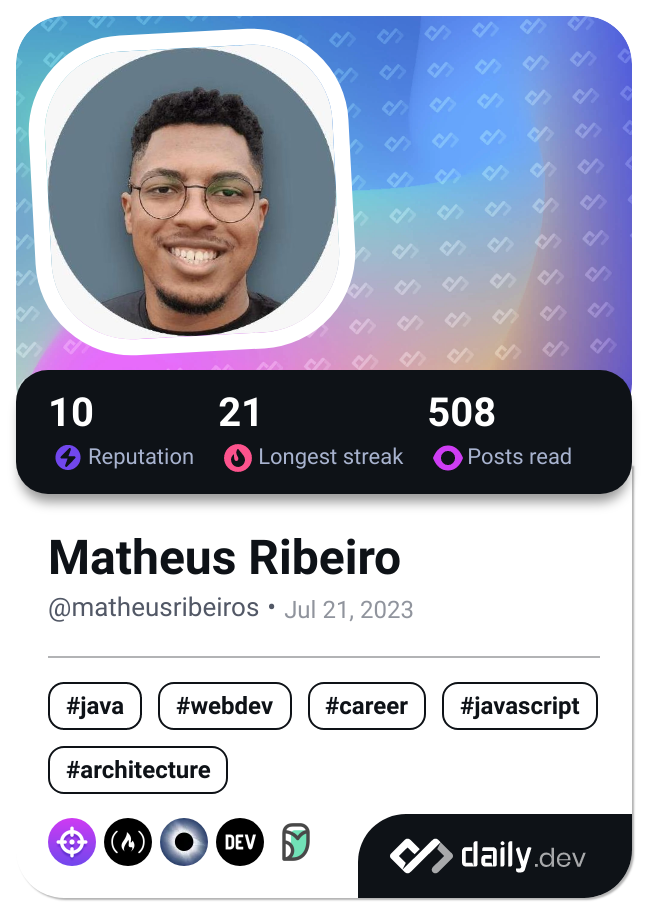 10 21 508
Reputation Longest streak Posts read
Matheus Ribeiro
@matheusribeiros • Jul 21, 2023
#java #webdev #career #javascript
#architecture
DEV
daily.dev